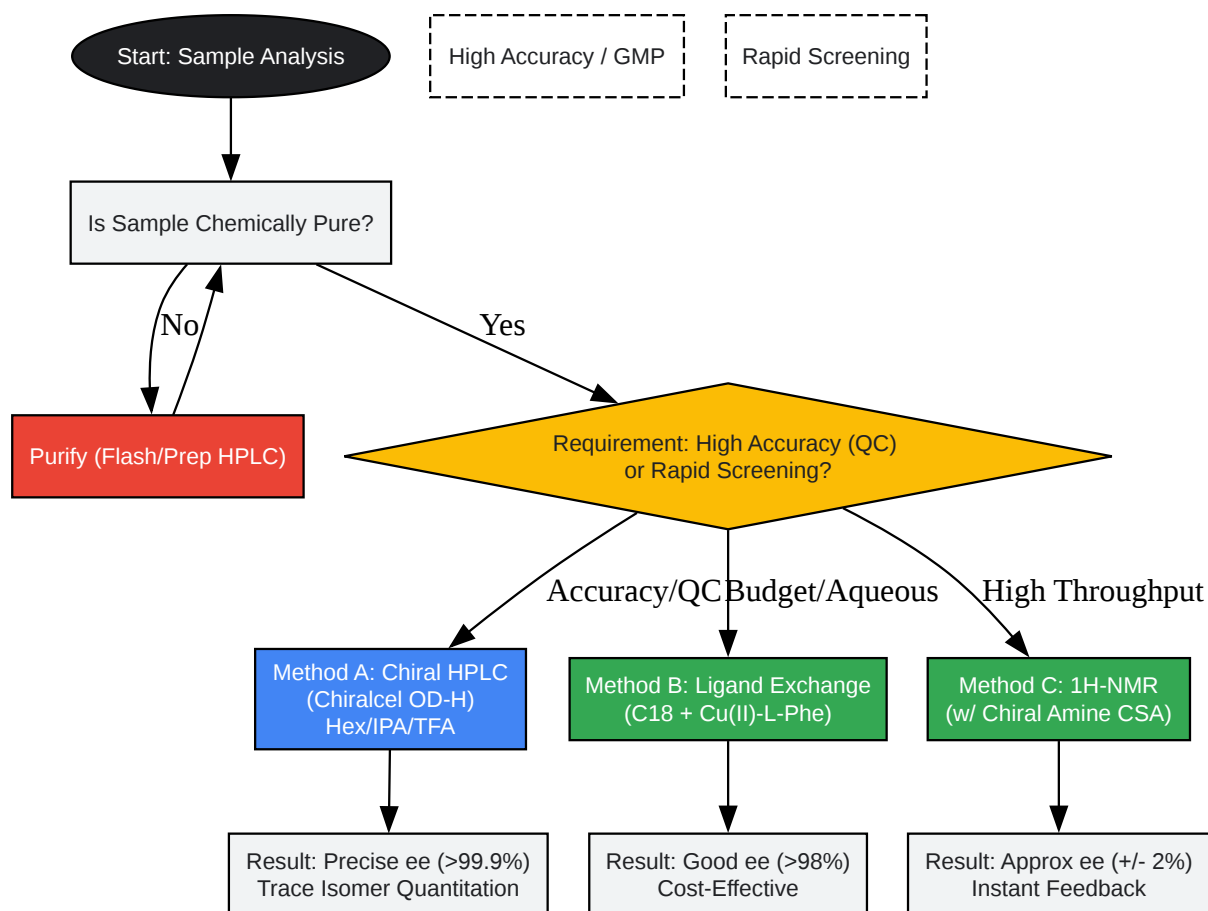 Start: Sample Analysis
High Accuracy / GMP
Rapid Screening
Is Sample Chemically Pure?
No
Yes
Purify (Flash/Prep HPLC)
Requirement: High Accuracy (QC)
or Rapid Screening?
Accuracy/QC
Budget/Aqueous
High Throughput
Method A: Chiral HPLC
(Chiralcel OD-H)
Hex/IPA/TFA
Method B: Ligand Exchange
(C18 + Cu(II)-L-Phe)
Method C: 1H-NMR
(w/ Chiral Amine CSA)
Result: Precise ee (>99.9%)
Trace Isomer Quantitation
Result: Good ee (>98%)
Cost-Effective
Result: Approx ee (+/- 2%)
Instant Feedback